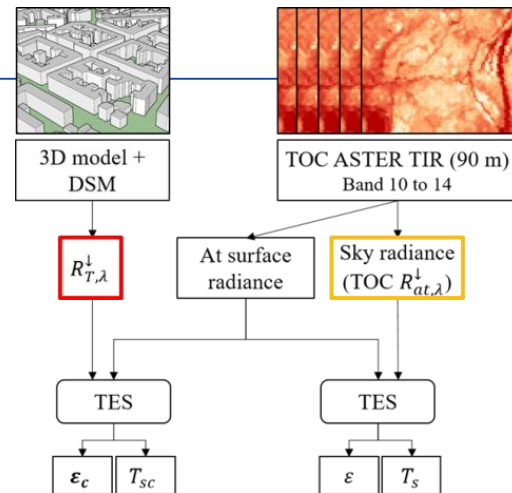 3D model +
DSM
TOC ASTER TIR (90 m)
Band 10 to 14
R↓T,λ
At surface
radiance
Sky radiance
(TOC R↓at,λ)
TES
TES
εc
Tsc
ε
Ts